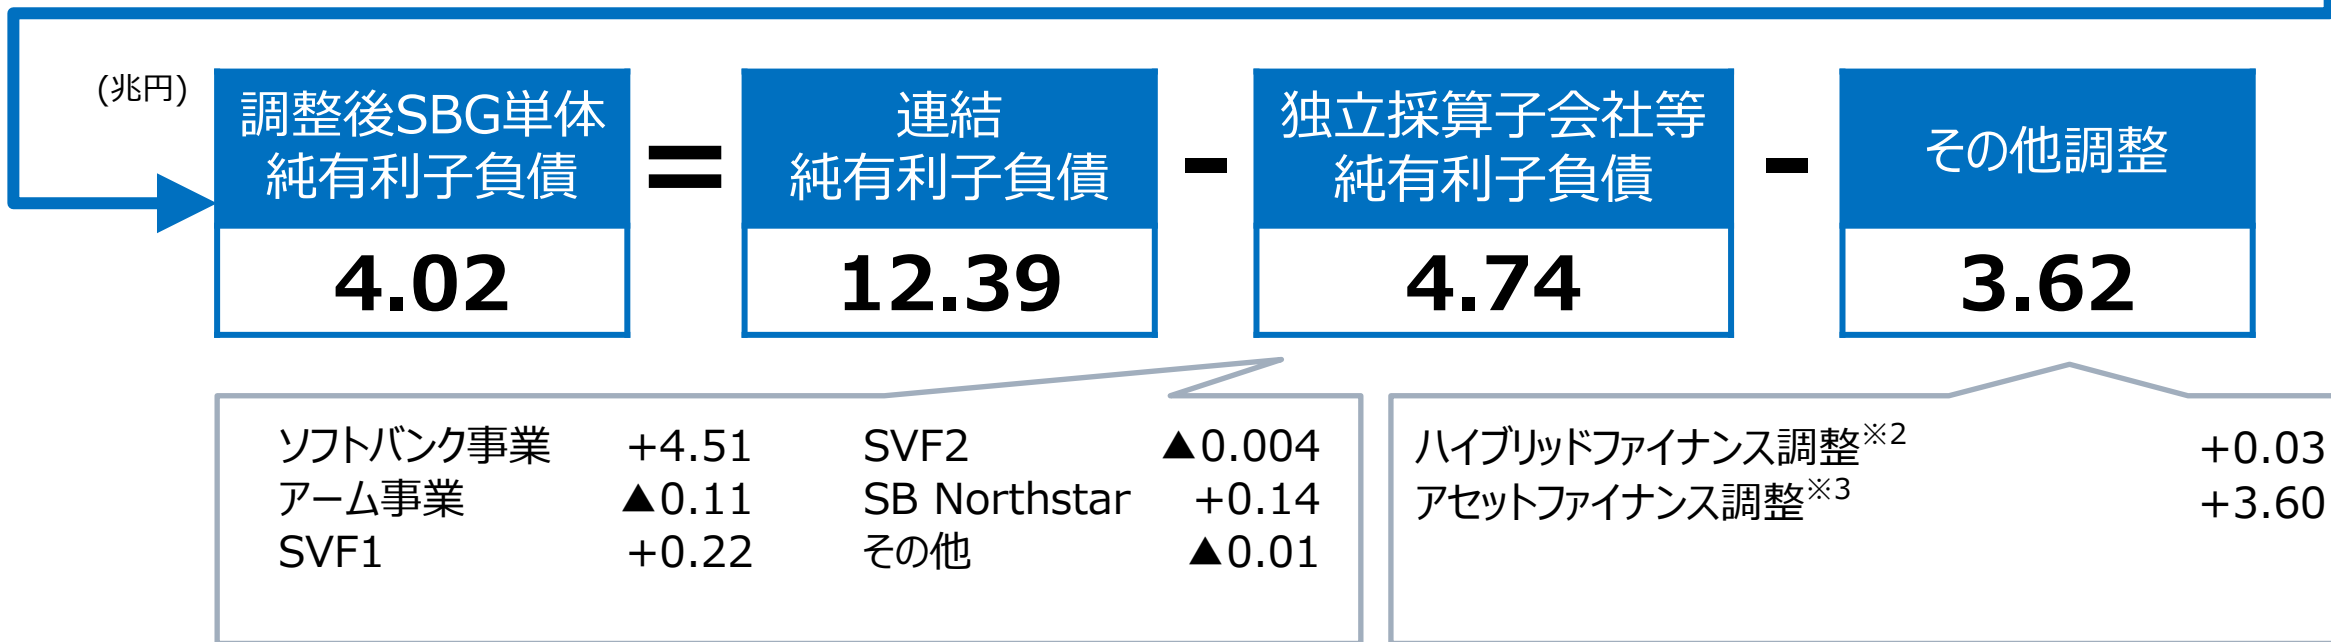 (兆円)
調整後SBG単体
純有利子負債
4.02
=
連結
純有利子負債
12.39
-
独立採算子会社等
純有利子負債
4.74
-
その他調整
3.62
ソフトバンク事業 +4.51 SVF2 ▲0.004
アーム事業 ▲0.11 SB Northstar +0.14
SVF1 +0.22 その他 ▲0.01
ハイブリッドファイナンス調整※2 +0.03
アセットファイナンス調整※3 +3.60